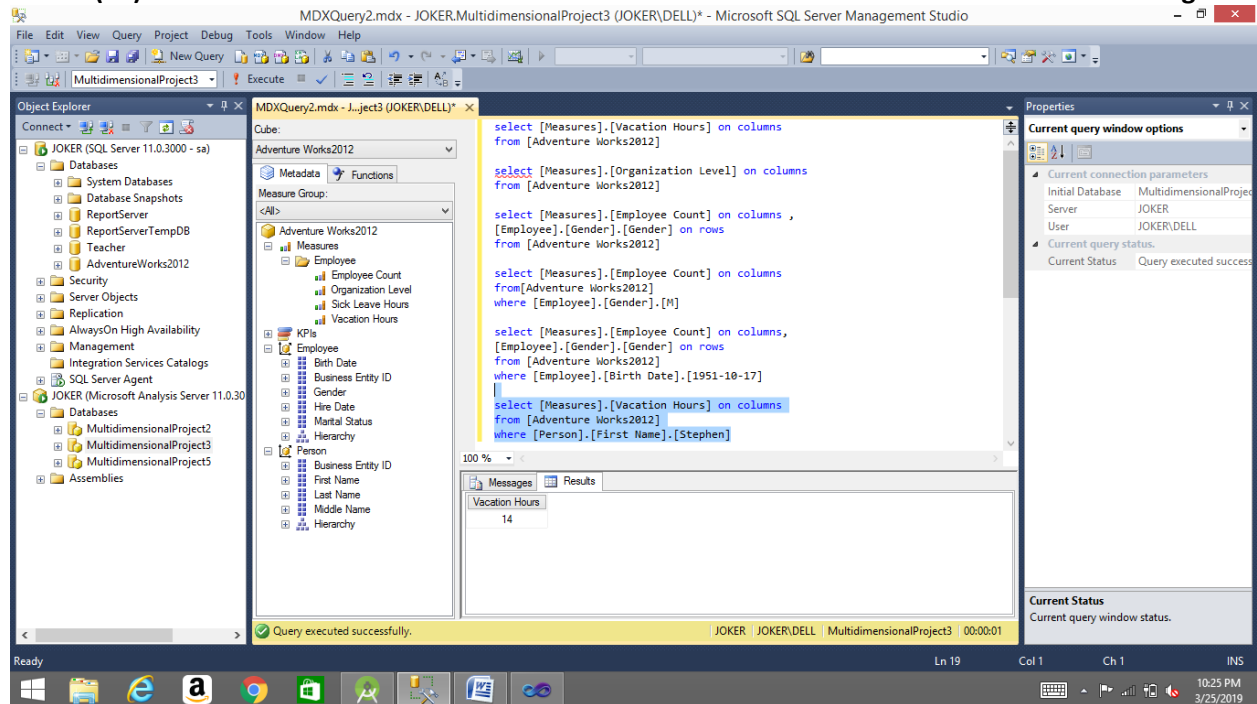 MDXQuery2.mdx - JOKER.MultidimensionalProject3 (JOKER\DELL)* - Microsoft SQL Server Management Studio
File Edit View Query Project Debug Tools Window Help
New Query
MultidimensionalProject3 Execute
Object Explorer
Connect
JOKER (SQL Server 11.0.3000 - sa)
Databases
System Databases
Database Snapshots
ReportServer
ReportServerTempDB
Teacher
AdventureWorks2012
Security
Server Objects
Replication
AlwaysOn High Availability
Management
Integration Services Catalogs
SQL Server Agent
JOKER (Microsoft Analysis Server 11.0.30
Databases
MultidimensionalProject2
MultidimensionalProject3
MultidimensionalProject5
Assemblies
MDXQuery2.mdx - J...ject3 (JOKER\DELL)*
Cube:
Adventure Works2012
Metadata Functions
Measure Group:
<All>
Adventure Works2012
Measures
Employee
Employee Count
Organization Level
Sick Leave Hours
Vacation Hours
KPIs
Employee
Birth Date
Business Entity ID
Gender
Hire Date
Marital Status
Hierarchy
Person
Business Entity ID
First Name
Last Name
Middle Name
Hierarchy
select [Measures].[Vacation Hours] on columns
from [Adventure Works2012]
select [Measures].[Organization Level] on columns
from [Adventure Works2012]
select [Measures].[Employee Count] on columns ,
[Employee].[Gender].[Gender] on rows
from [Adventure Works2012]
select [Measures].[Employee Count] on columns
from[Adventure Works2012]
where [Employee].[Gender].[M]
select [Measures].[Employee Count] on columns,
[Employee].[Gender].[Gender] on rows
from [Adventure Works2012]
where [Employee].[Birth Date].[1951-10-17]
select [Measures].[Vacation Hours] on columns
from [Adventure Works2012]
where [Person].[First Name].[Stephen]
100 %
Messages Results
Vacation Hours
14
Query executed successfully. JOKER JOKER\DELL MultidimensionalProject3 00:00:01
Properties
Current query window options
Current connection parameters
Initial Database MultidimensionalProjec
Server JOKER
User JOKER\DELL
Current query status.
Current Status Query executed success
Current Status
Current query window status.
Ready Ln 19 Col 1 Ch 1 INS
10:25 PM
3/25/2019